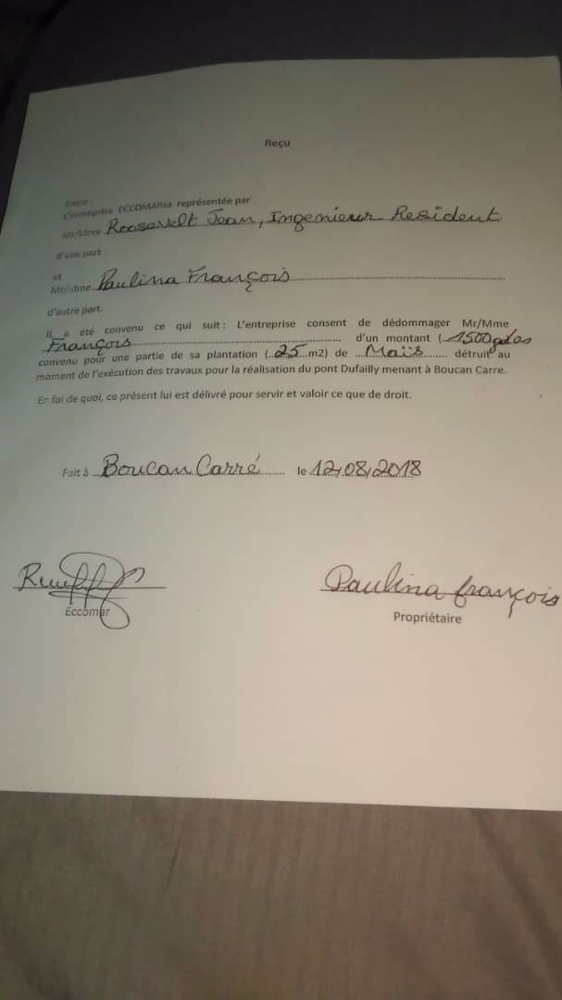 Reçu
Entre :
L'entreprise ECCOMARsa représentée par
Mr/Mme Roosavelt Jean, Ingenieur Resident
d'une part
et
Mr/Mme Paulina François
d'autre part.
Il a été convenu ce qui suit : L'entreprise consent de dédommager Mr/Mme
François d'un montant (1500gdes
convenu pour une partie de sa plantation (..25..m2) de ...Maïs... détruit au
moment de l'exécution des travaux pour la réalisation du pont Dufailly menant à Boucan Carre.
En foi de quoi, ce présent lui est délivré pour servir et valoir ce que de droit.
Fait à ...Boucan Carré...... le 12/08/2018
Eccomar
Paulina françois
Propriétaire